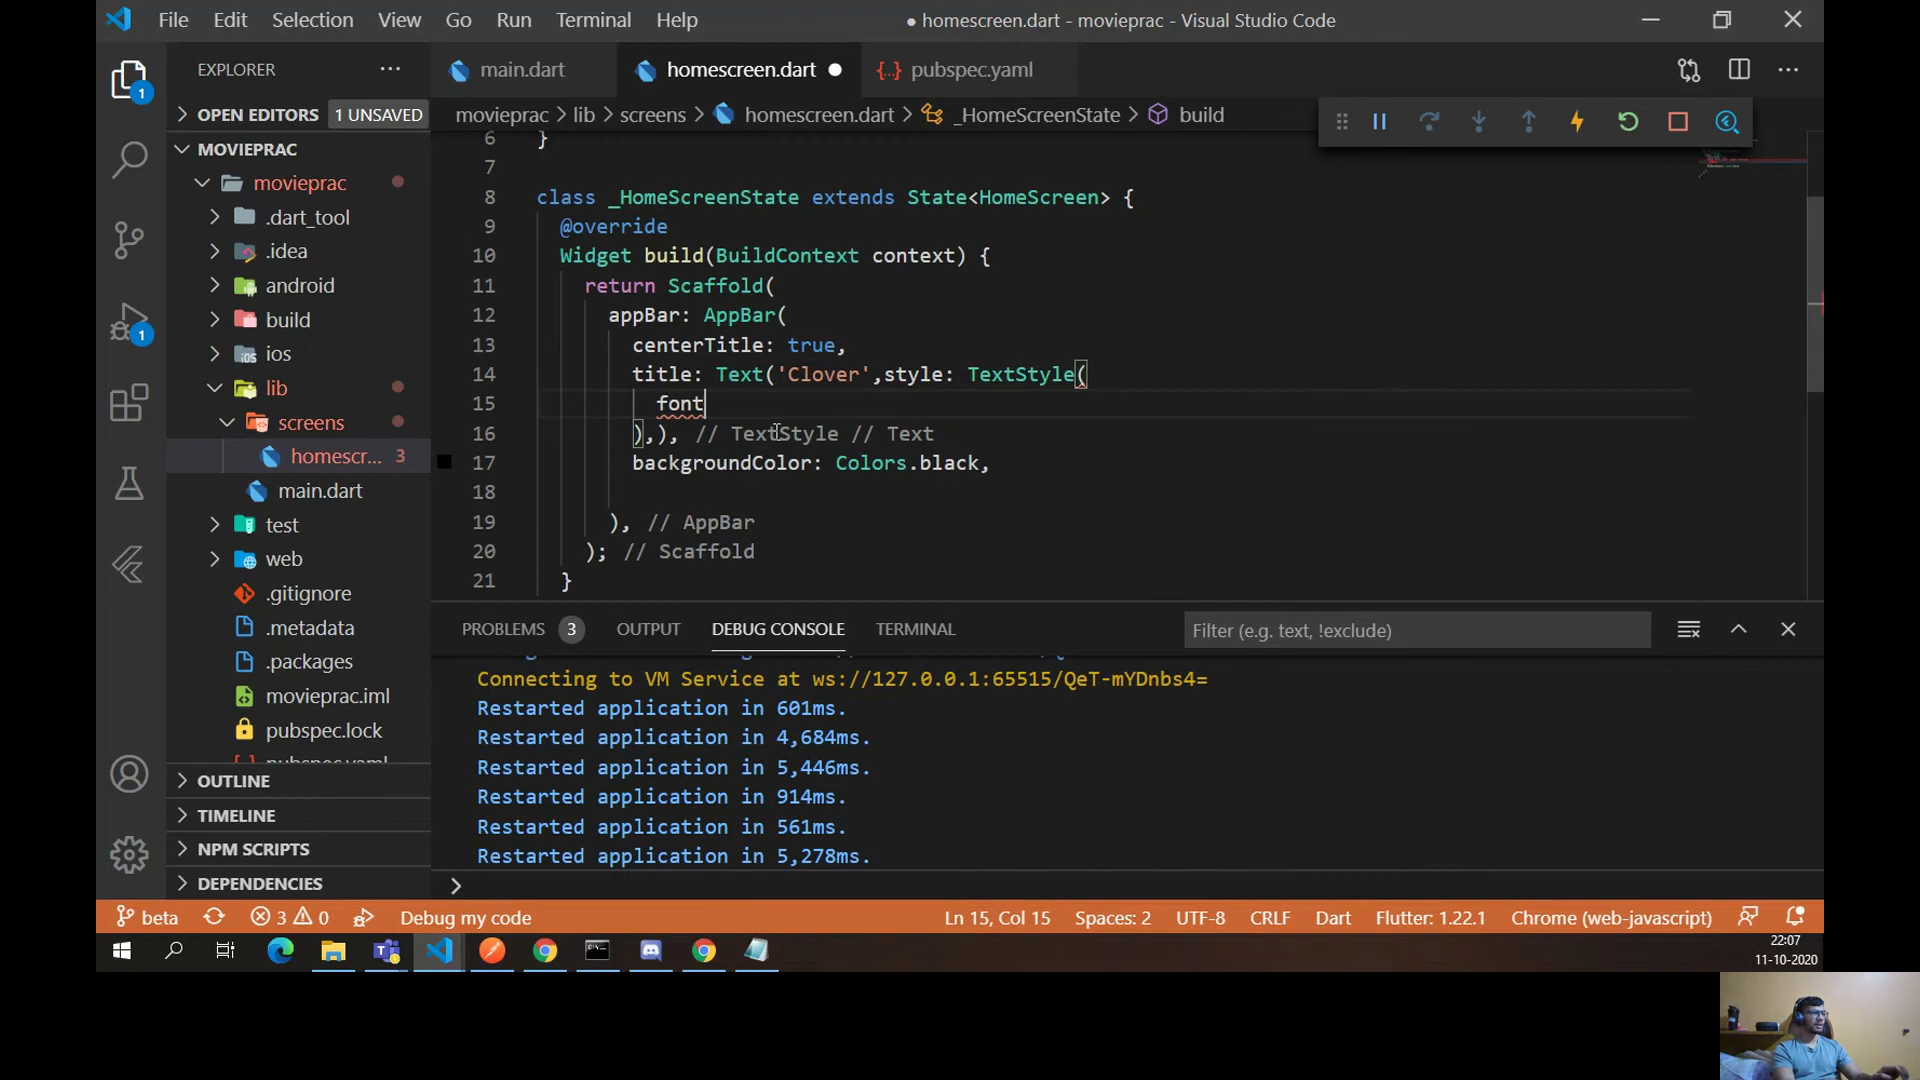 File Edit Selection View Go Run Terminal Help
● homescreen.dart - movieprac - Visual Studio Code
EXPLORER
main.dart
homescreen.dart
pubspec.yaml
OPEN EDITORS 1 UNSAVED
movieprac > lib > screens > homescreen.dart > _HomeScreenState > build
MOVIEPRAC
movieprac
.dart_tool
.idea
android
build
ios
lib
screens
homescr... 3
main.dart
test
web
.gitignore
.metadata
.packages
movieprac.iml
pubspec.lock
pubspec.yaml
OUTLINE
TIMELINE
NPM SCRIPTS
DEPENDENCIES
1
1
6 }
7
8 class _HomeScreenState extends State<HomeScreen> {
9 @override
10 Widget build(BuildContext context) {
11 return Scaffold(
12 appBar: AppBar(
13 centerTitle: true,
14 title: Text('Clover',style: TextStyle(
15 font
16 ),), // TextStyle // Text
17 backgroundColor: Colors.black,
18
19 ), // AppBar
20 ); // Scaffold
21 }
PROBLEMS 3 OUTPUT DEBUG CONSOLE TERMINAL
Filter (e.g. text, !exclude)
Connecting to VM Service at ws://127.0.0.1:65515/QeT-mYDnbs4=
Restarted application in 601ms.
Restarted application in 4,684ms.
Restarted application in 5,446ms.
Restarted application in 914ms.
Restarted application in 561ms.
Restarted application in 5,278ms.
>
beta 3 0 Debug my code Ln 15, Col 15 Spaces: 2 UTF-8 CRLF Dart Flutter: 1.22.1 Chrome (web-javascript)
22:07
11-10-2020